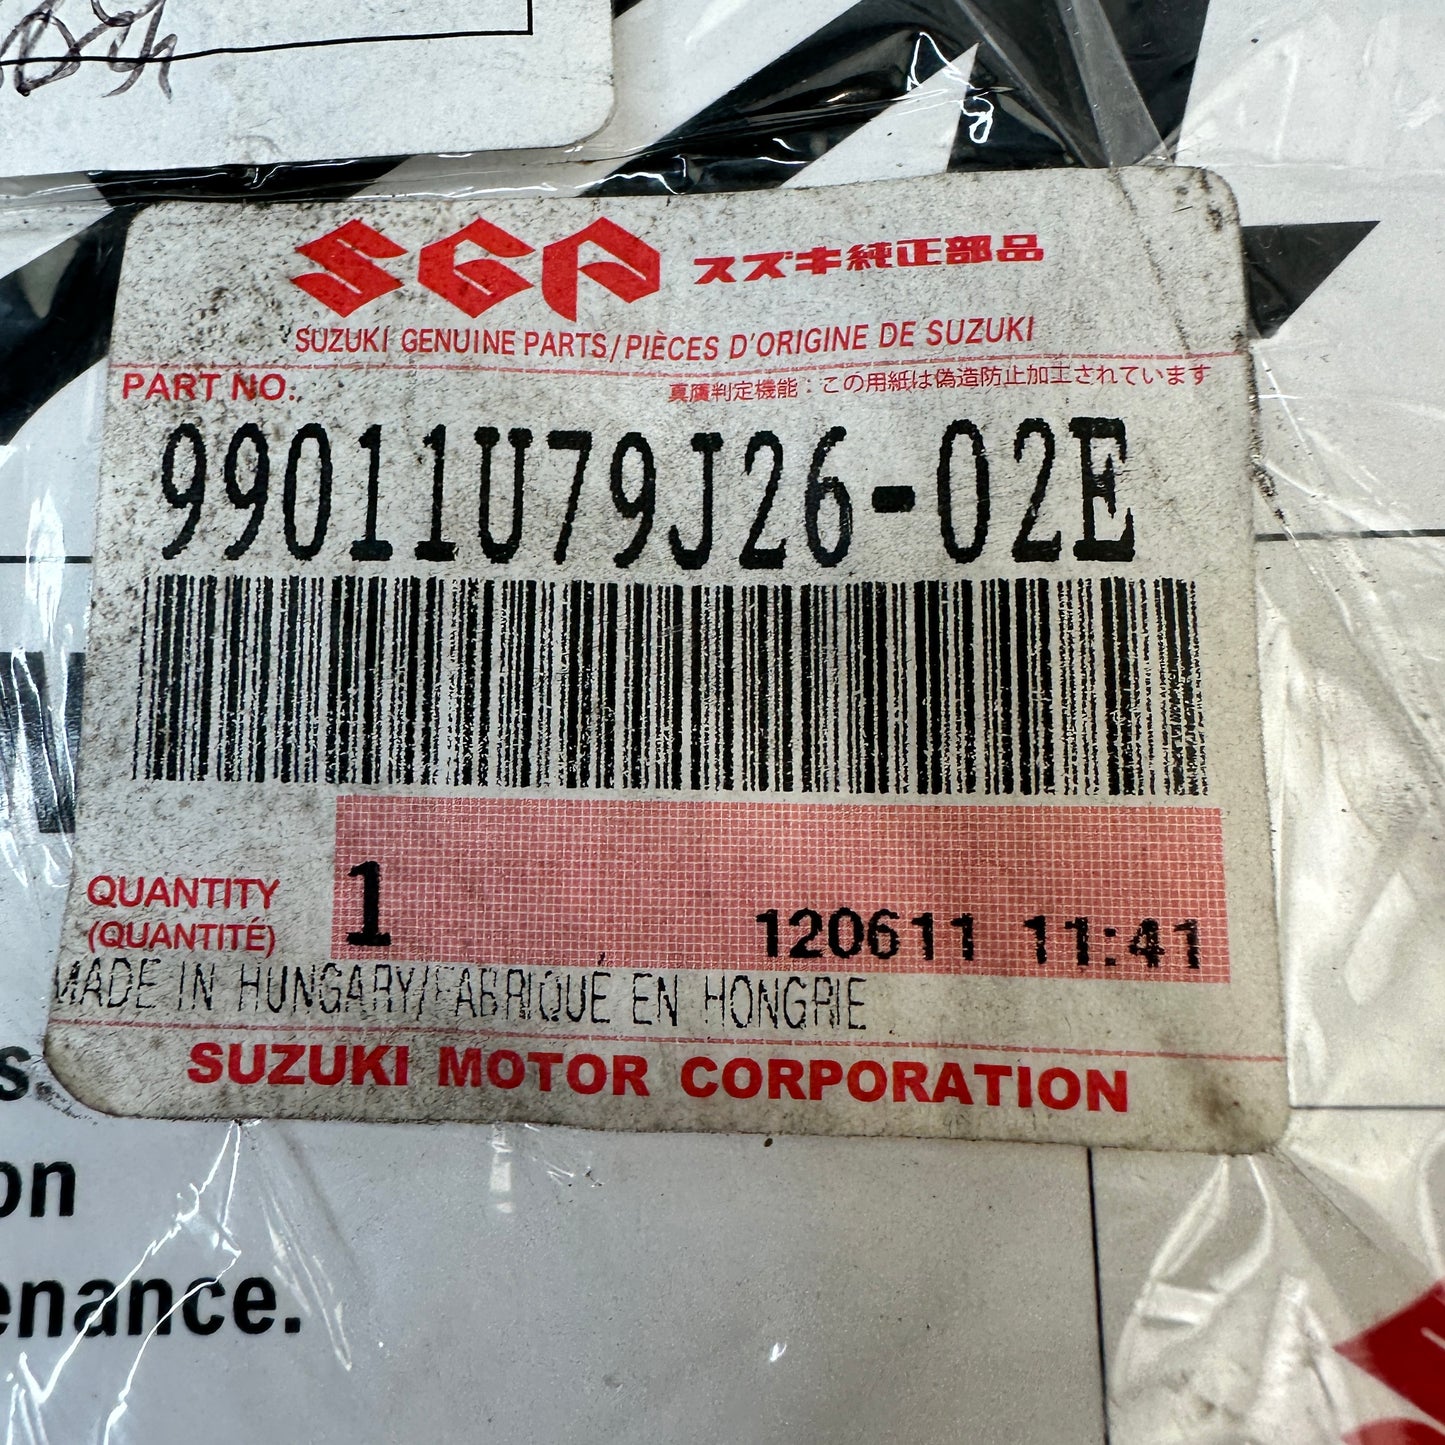 SGP スズキ純正部品
SUZUKI GENUINE PARTS/PIÈCES D'ORIGINE DE SUZUKI
PART NO.
真贋判定機能：この用紙は偽造防止加工されています
99011U79J26-02E
QUANTITY
(QUANTITÉ)
1
120611 11:41
MADE IN HUNGARY/FABRIQUÉ EN HONGRIE
SUZUKI MOTOR CORPORATION
s
on
enance.